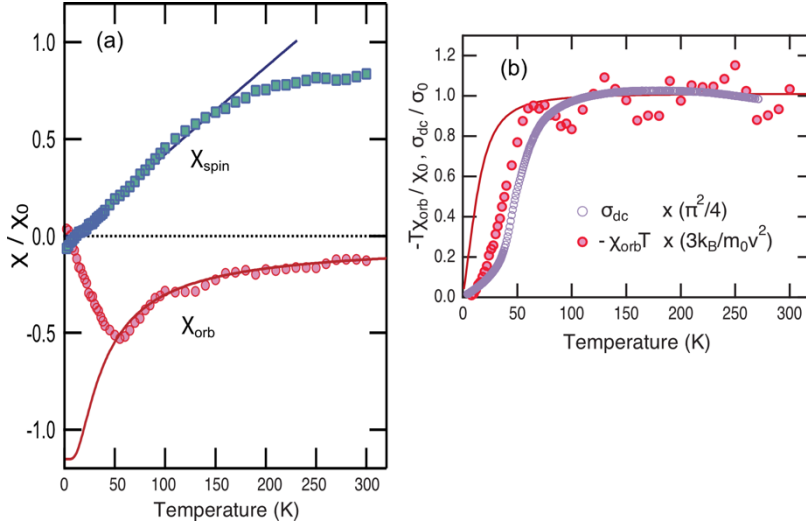 (a)
1.0
0.5
0.0
-0.5
-1.0
χ / χ₀
χspin
χorb
0 50 100 150 200 250 300
Temperature (K)
(b)
1.2
1.0
0.8
0.6
0.4
0.2
0.0
-Tχorb / χ₀ , σdc / σ₀
σdc x (π²/4)
- χorbT x (3kB/m₀v²)
0 50 100 150 200 250 300
Temperature (K)